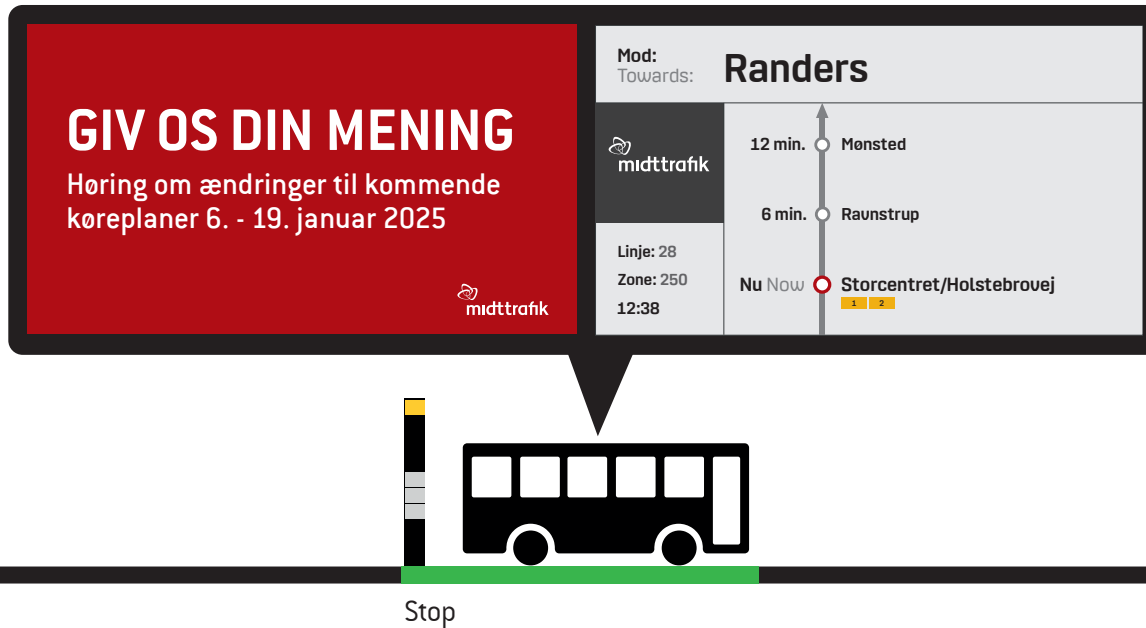 GIV OS DIN MENING
Høring om ændringer til kommende
køreplaner 6. - 19. januar 2025
midttrafik
Mod:
Towards:
Randers
midttrafik
Linje: 28
Zone: 250
12:38
12 min. Mønsted
6 min. Ravnstrup
Nu Now Storcentret/Holstebrovej
1 2
Stop